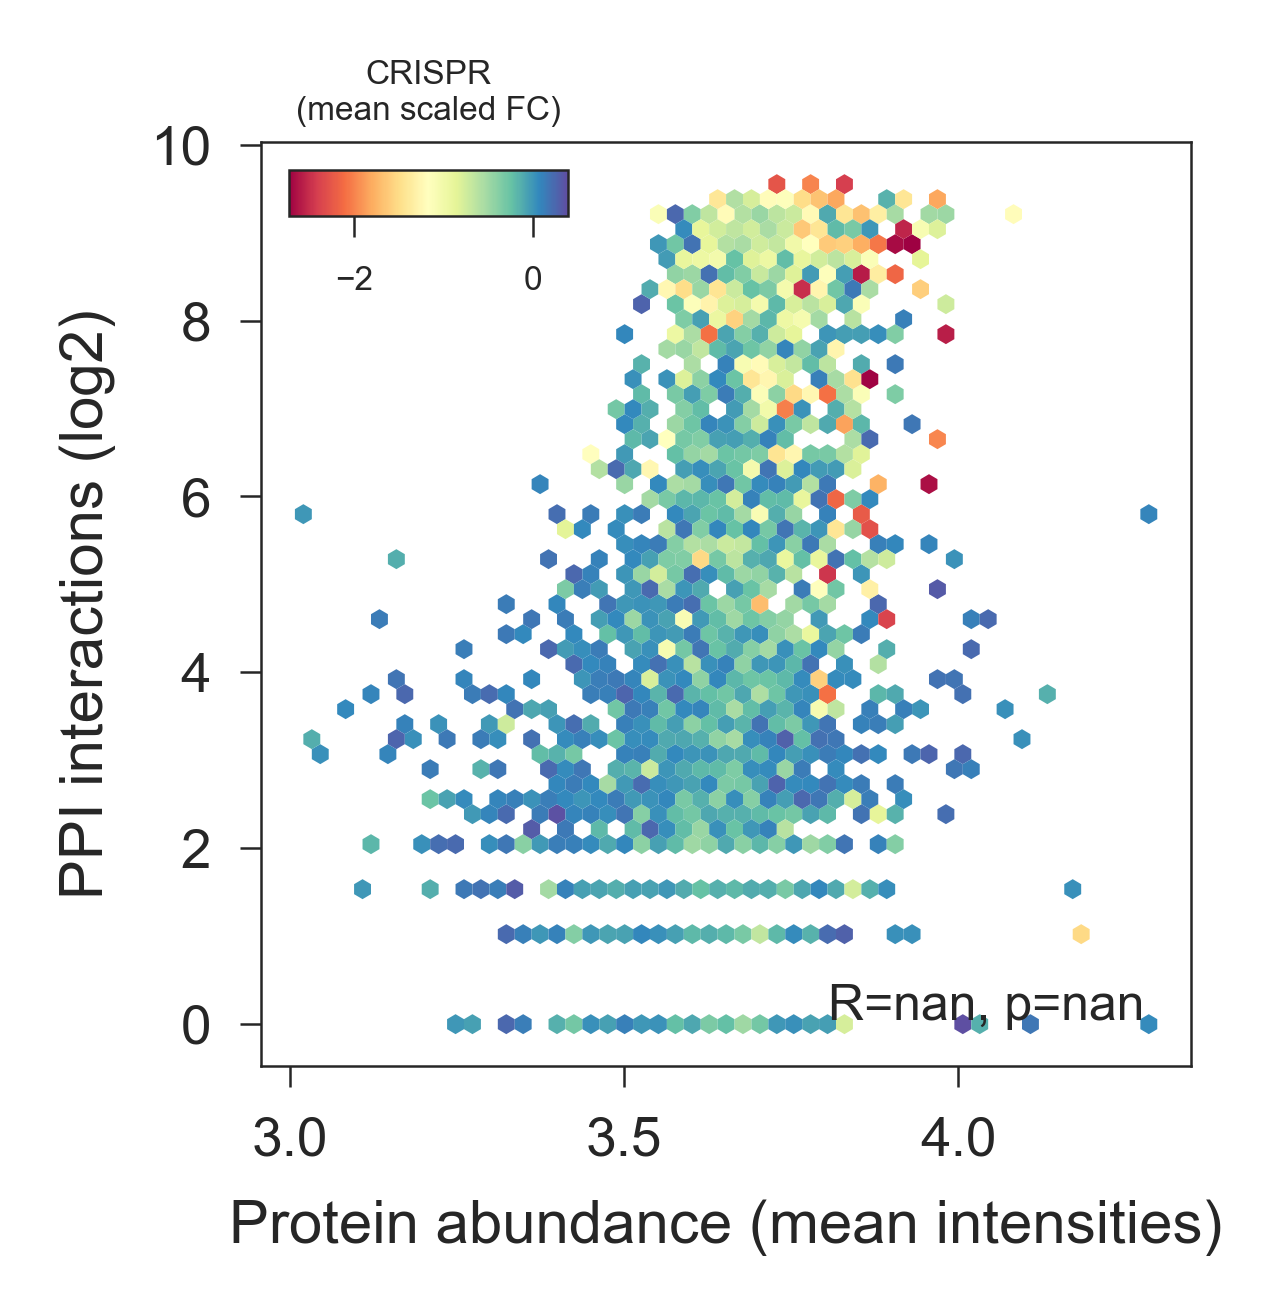 CRISPR
(mean scaled FC)
−2 0
10
8
6
4
2
0
PPI interactions (log2)
R=nan, p=nan
3.0 3.5 4.0
Protein abundance (mean intensities)